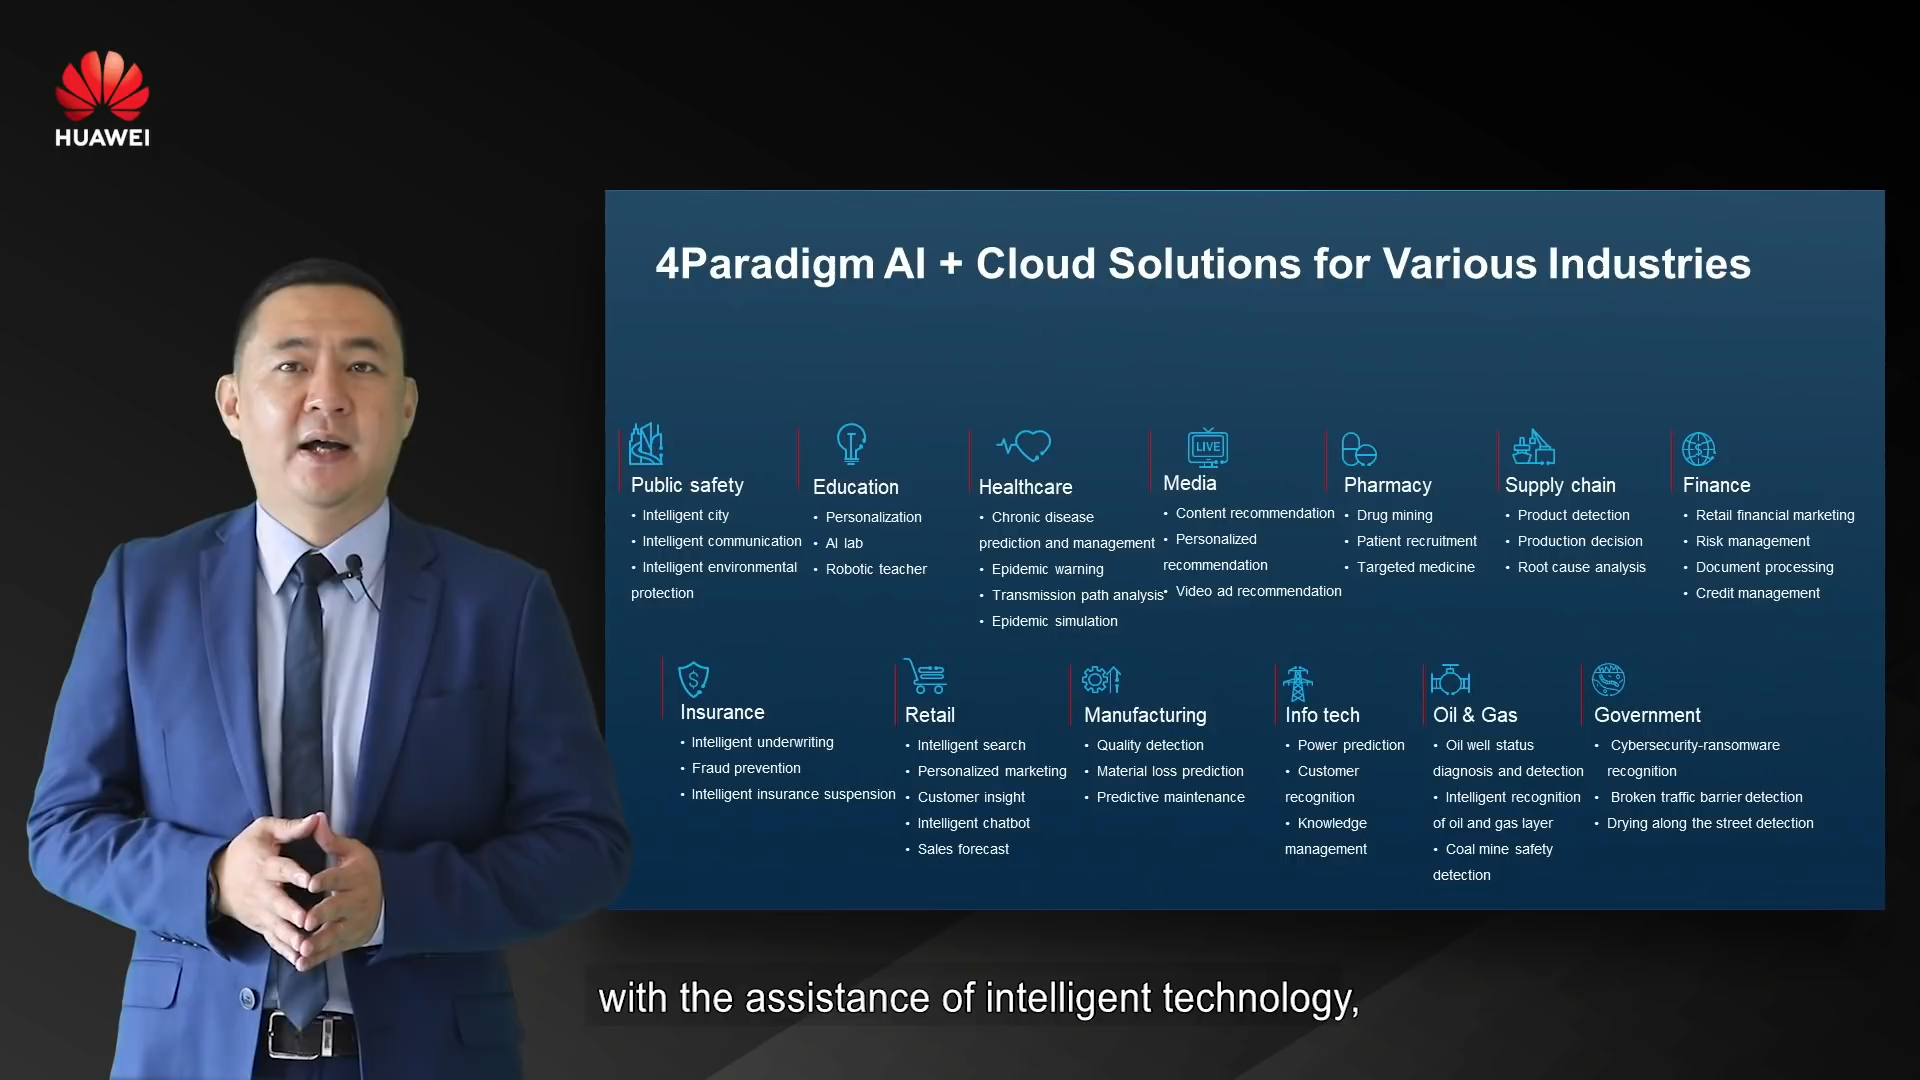 HUAWEI
4Paradigm AI + Cloud Solutions for Various Industries
Public safety
• Intelligent city
• Intelligent communication
• Intelligent environmental
protection
Education
• Personalization
• AI lab
• Robotic teacher
Healthcare
• Chronic disease
prediction and management
• Epidemic warning
• Transmission path analysis
• Epidemic simulation
LIVE
Media
• Content recommendation
• Personalized
recommendation
• Video ad recommendation
Pharmacy
• Drug mining
• Patient recruitment
• Targeted medicine
Supply chain
• Product detection
• Production decision
• Root cause analysis
$
Finance
• Retail financial marketing
• Risk management
• Document processing
• Credit management
$
Insurance
• Intelligent underwriting
• Fraud prevention
• Intelligent insurance suspension
Retail
• Intelligent search
• Personalized marketing
• Customer insight
• Intelligent chatbot
• Sales forecast
Manufacturing
• Quality detection
• Material loss prediction
• Predictive maintenance
Info tech
• Power prediction
• Customer
recognition
• Knowledge
management
Oil & Gas
• Oil well status
diagnosis and detection
• Intelligent recognition
of oil and gas layer
• Coal mine safety
detection
Government
• Cybersecurity-ransomware
recognition
• Broken traffic barrier detection
• Drying along the street detection
with the assistance of intelligent technology,